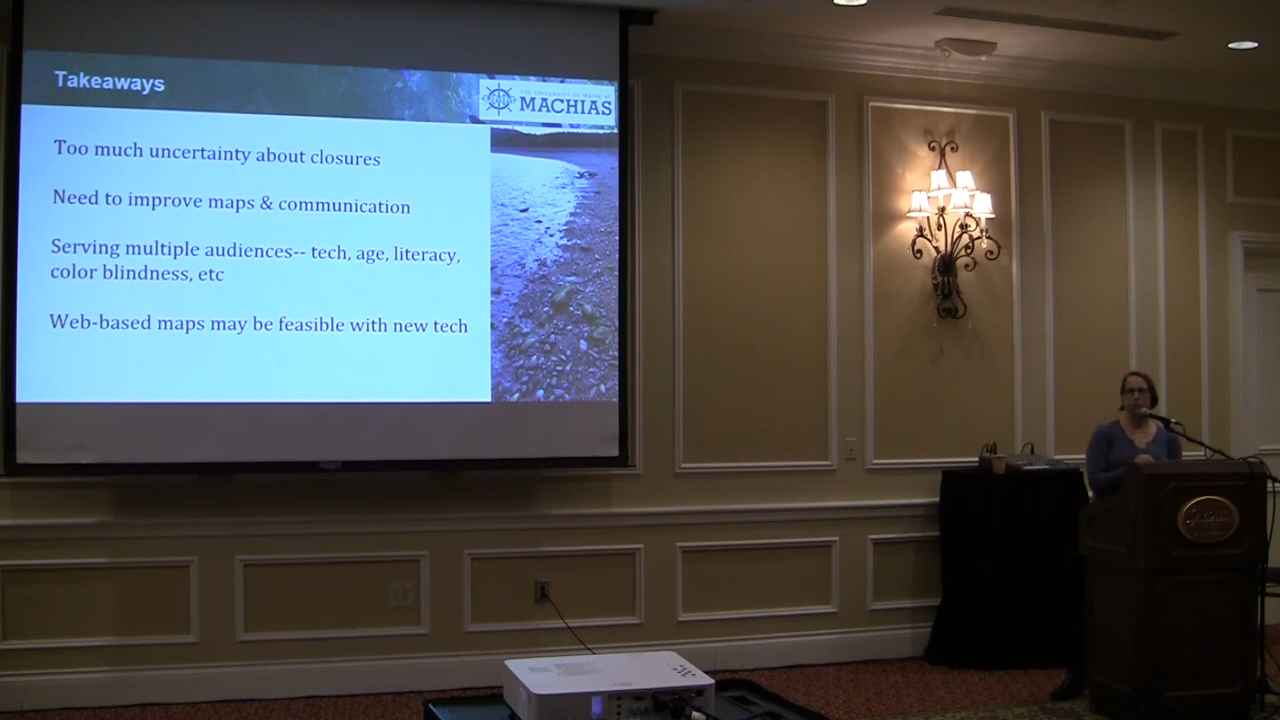 Takeaways
THE UNIVERSITY OF MAINE AT
MACHIAS
Too much uncertainty about closures
Need to improve maps & communication
Serving multiple audiences-- tech, age, literacy,
color blindness, etc
Web-based maps may be feasible with new tech